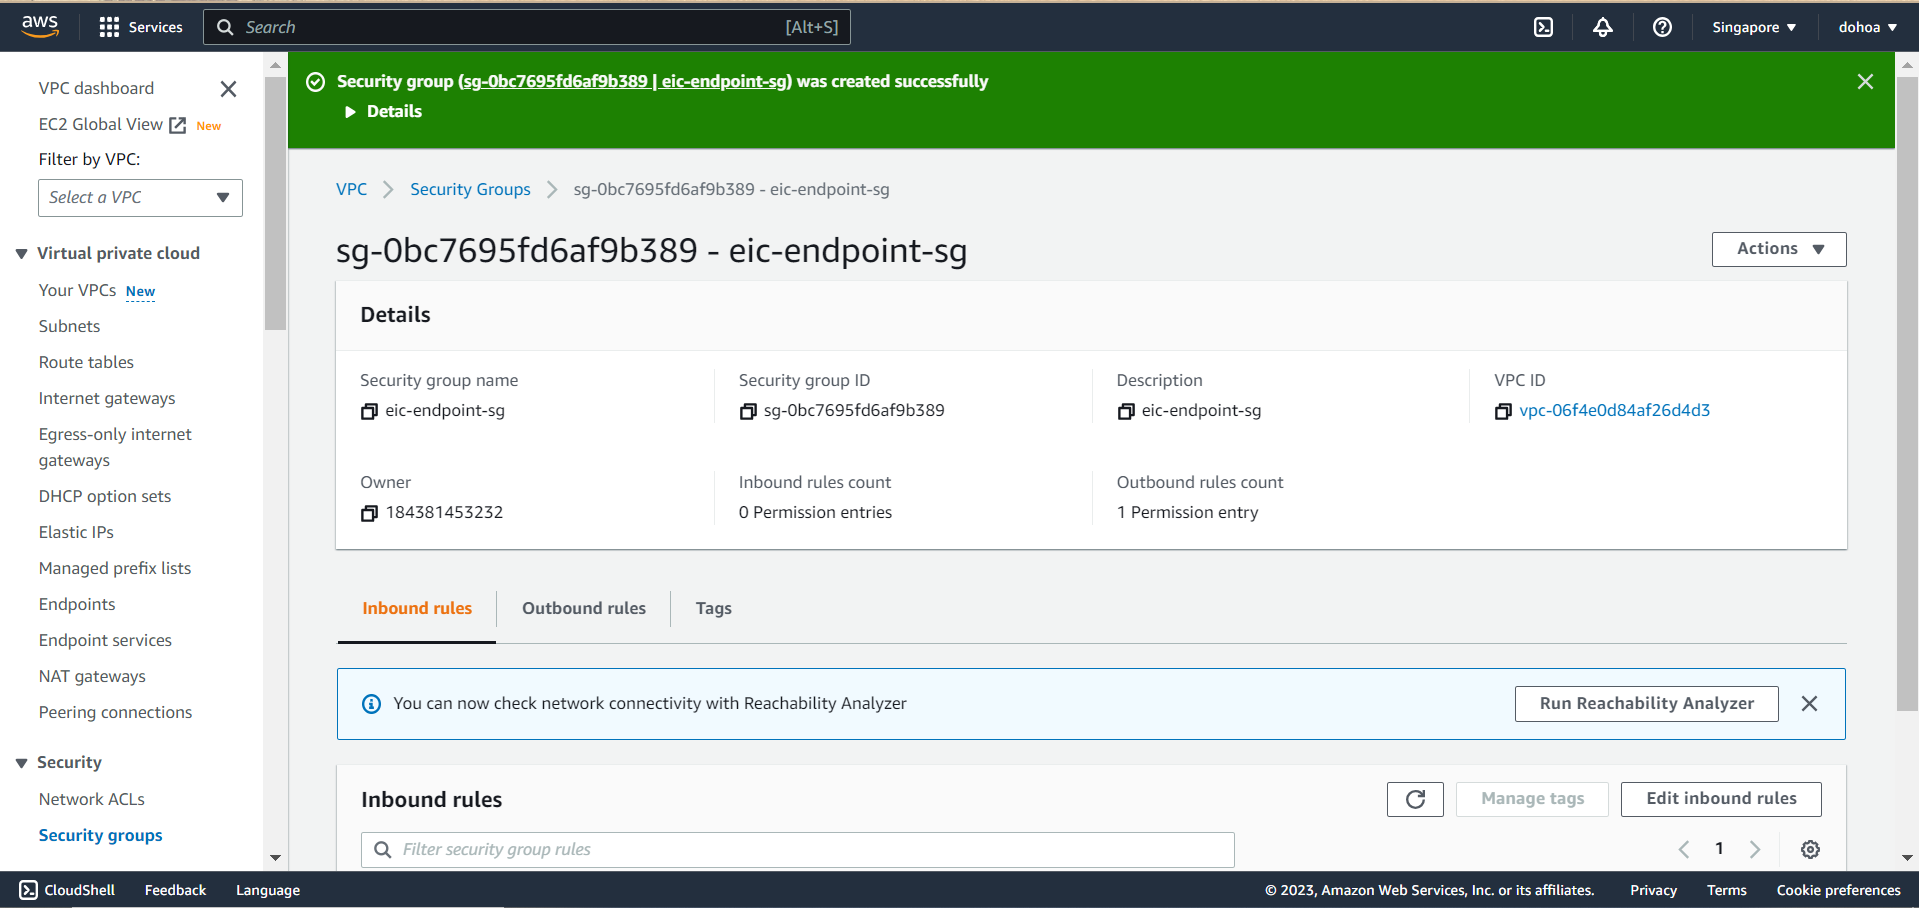 aws Services Search [Alt+S] Singapore dohoa
VPC dashboard
EC2 Global View New
Filter by VPC:
Select a VPC
Virtual private cloud
Your VPCs New
Subnets
Route tables
Internet gateways
Egress-only internet
gateways
DHCP option sets
Elastic IPs
Managed prefix lists
Endpoints
Endpoint services
NAT gateways
Peering connections
Security
Network ACLs
Security groups
Security group (sg-0bc7695fd6af9b389 | eic-endpoint-sg) was created successfully
Details
VPC Security Groups sg-0bc7695fd6af9b389 - eic-endpoint-sg
sg-0bc7695fd6af9b389 - eic-endpoint-sg
Actions
Details
Security group name Security group ID Description VPC ID
eic-endpoint-sg sg-0bc7695fd6af9b389 eic-endpoint-sg vpc-06f4e0d84af26d4d3
Owner Inbound rules count Outbound rules count
184381453232 0 Permission entries 1 Permission entry
Inbound rules Outbound rules Tags
You can now check network connectivity with Reachability Analyzer Run Reachability Analyzer
Inbound rules Manage tags Edit inbound rules
Filter security group rules 1
CloudShell Feedback Language © 2023, Amazon Web Services, Inc. or its affiliates. Privacy Terms Cookie preferences